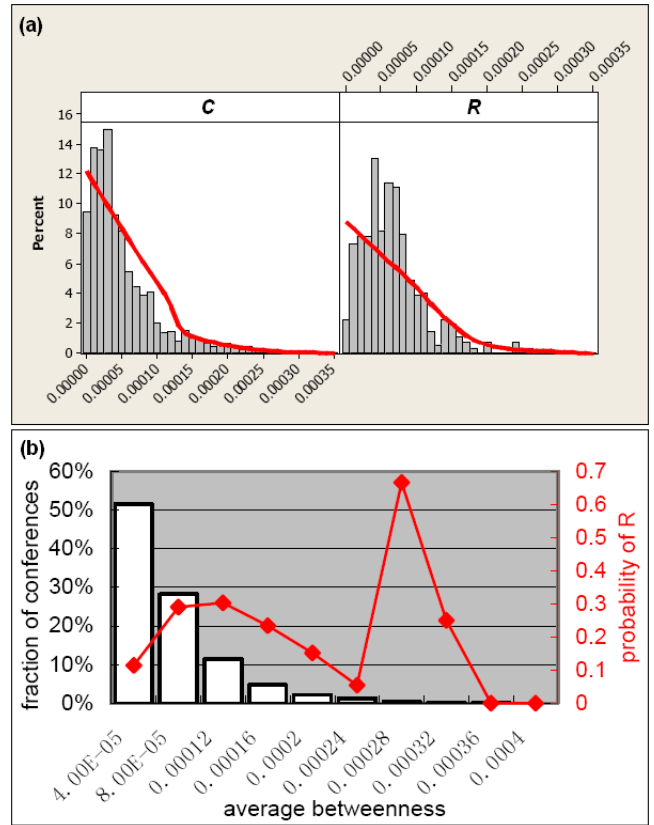 (a)
0.00000 0.00005 0.00010 0.00015 0.00020 0.00025 0.00030 0.00035
C R
Percent
16
14
12
10
8
6
4
2
0
0.00000 0.00005 0.00010 0.00015 0.00020 0.00025 0.00030 0.00035
(b)
fraction of conferences
60%
50%
40%
30%
20%
10%
0%
0.7
0.6
0.5
0.4
0.3
0.2
0.1
0
probability of R
4.00E-05 8.00E-05 0.00012 0.00016 0.0002 0.00024 0.00028 0.00032 0.00036 0.0004
average betweenness